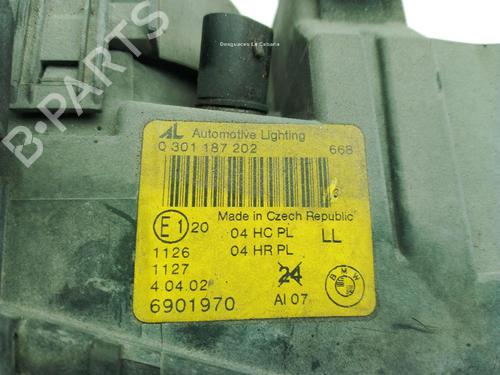 Desguaces La Cabaña
B-PARTS
AL Automotive Lighting
0 301 187 202 668
Made in Czech Republic
E1 20 04 HC PL LL
1126 04 HR PL
1127
4.04.02 24
6901970 Al 07
BMW